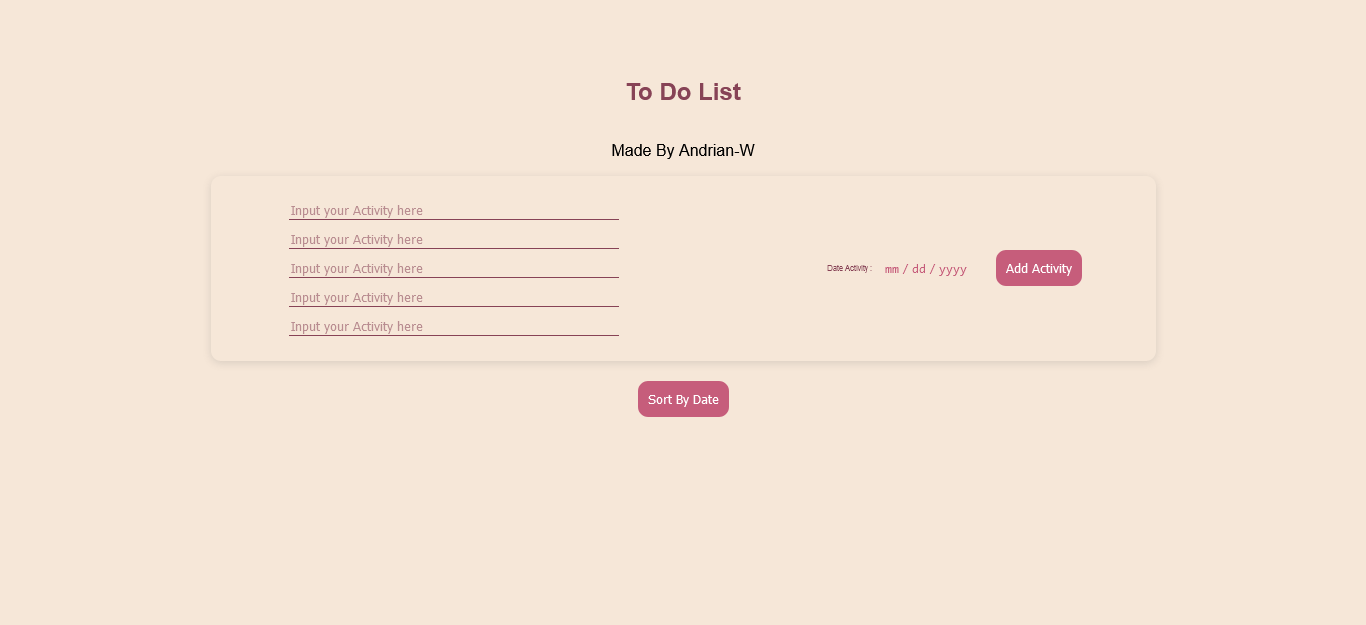 To Do List
Made By Andrian-W
Input your Activity here
Input your Activity here
Input your Activity here
Input your Activity here
Input your Activity here
Date Activity : mm / dd / yyyy Add Activity
Sort By Date